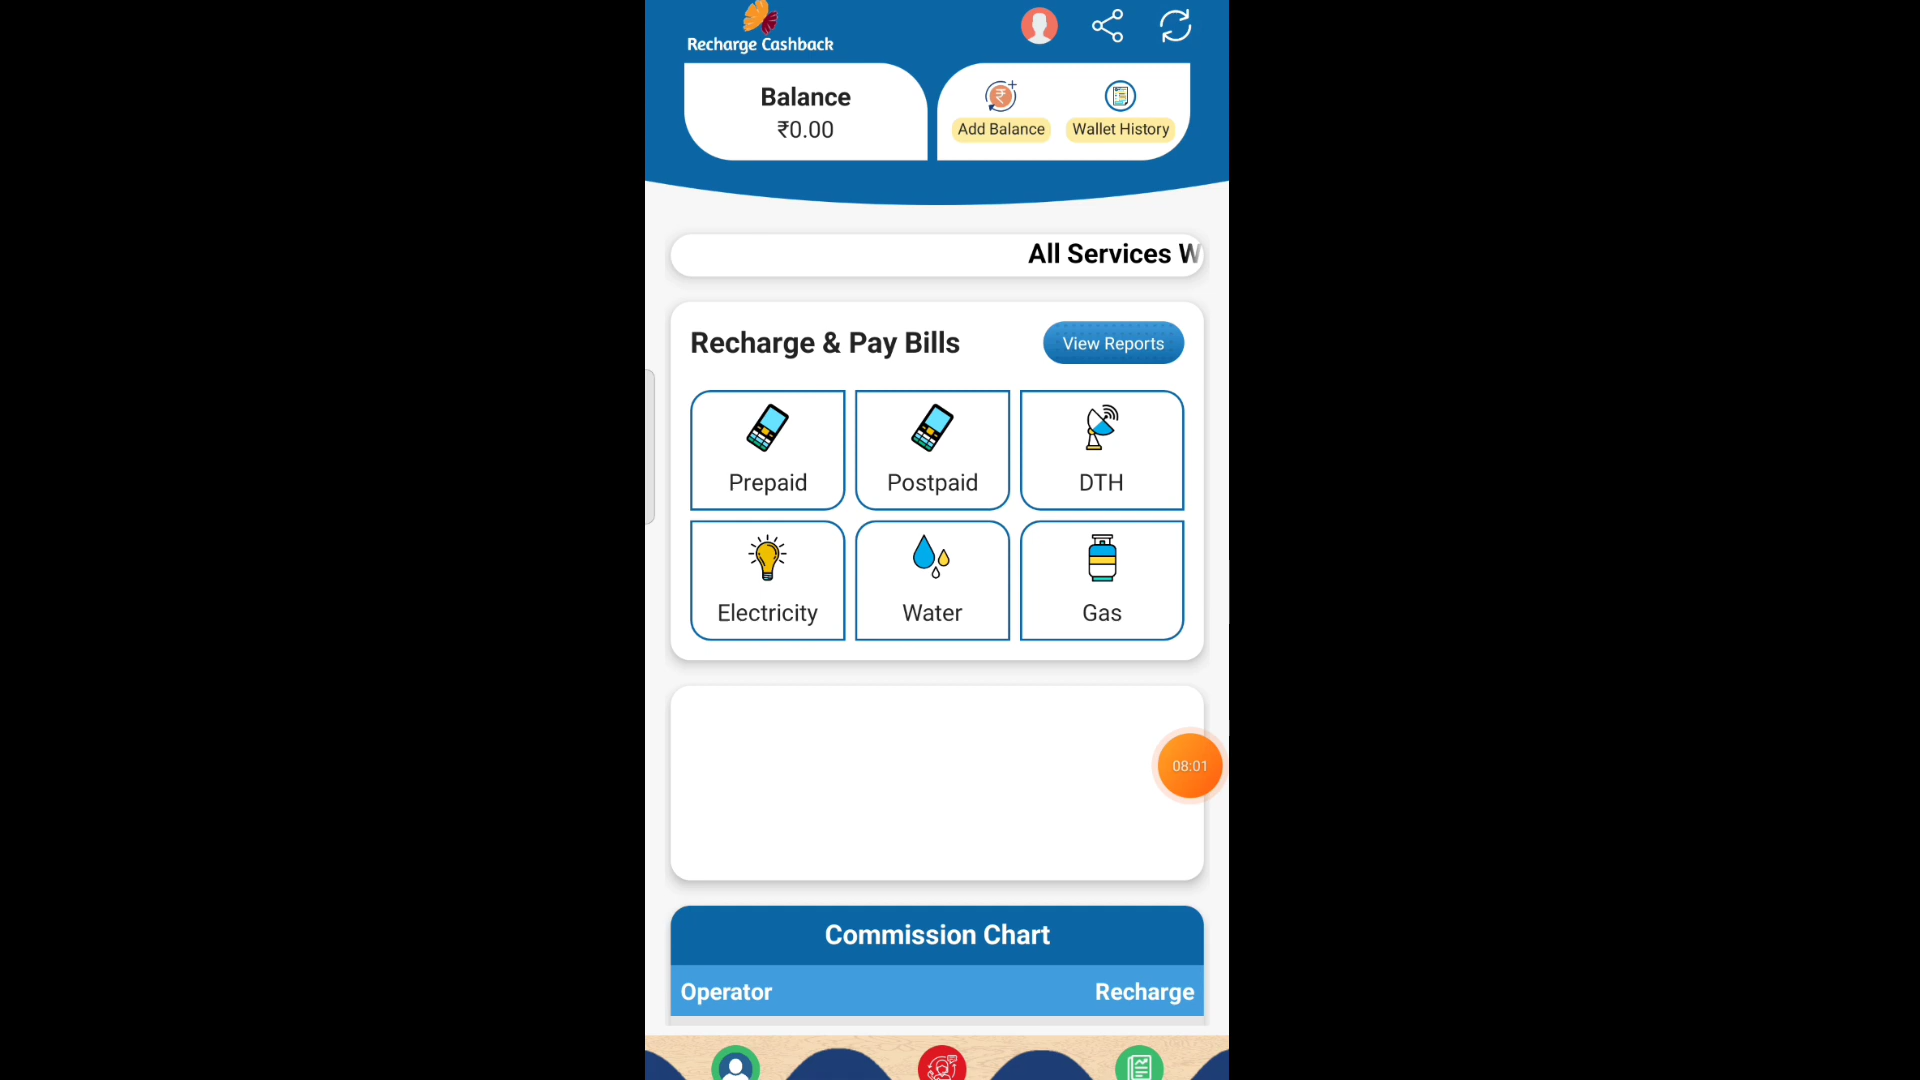 Recharge Cashback
Balance
₹0.00
Add Balance
Wallet History
All Services W
Recharge & Pay Bills
View Reports
Prepaid
Postpaid
DTH
Electricity
Water
Gas
08:01
Commission Chart
Operator
Recharge